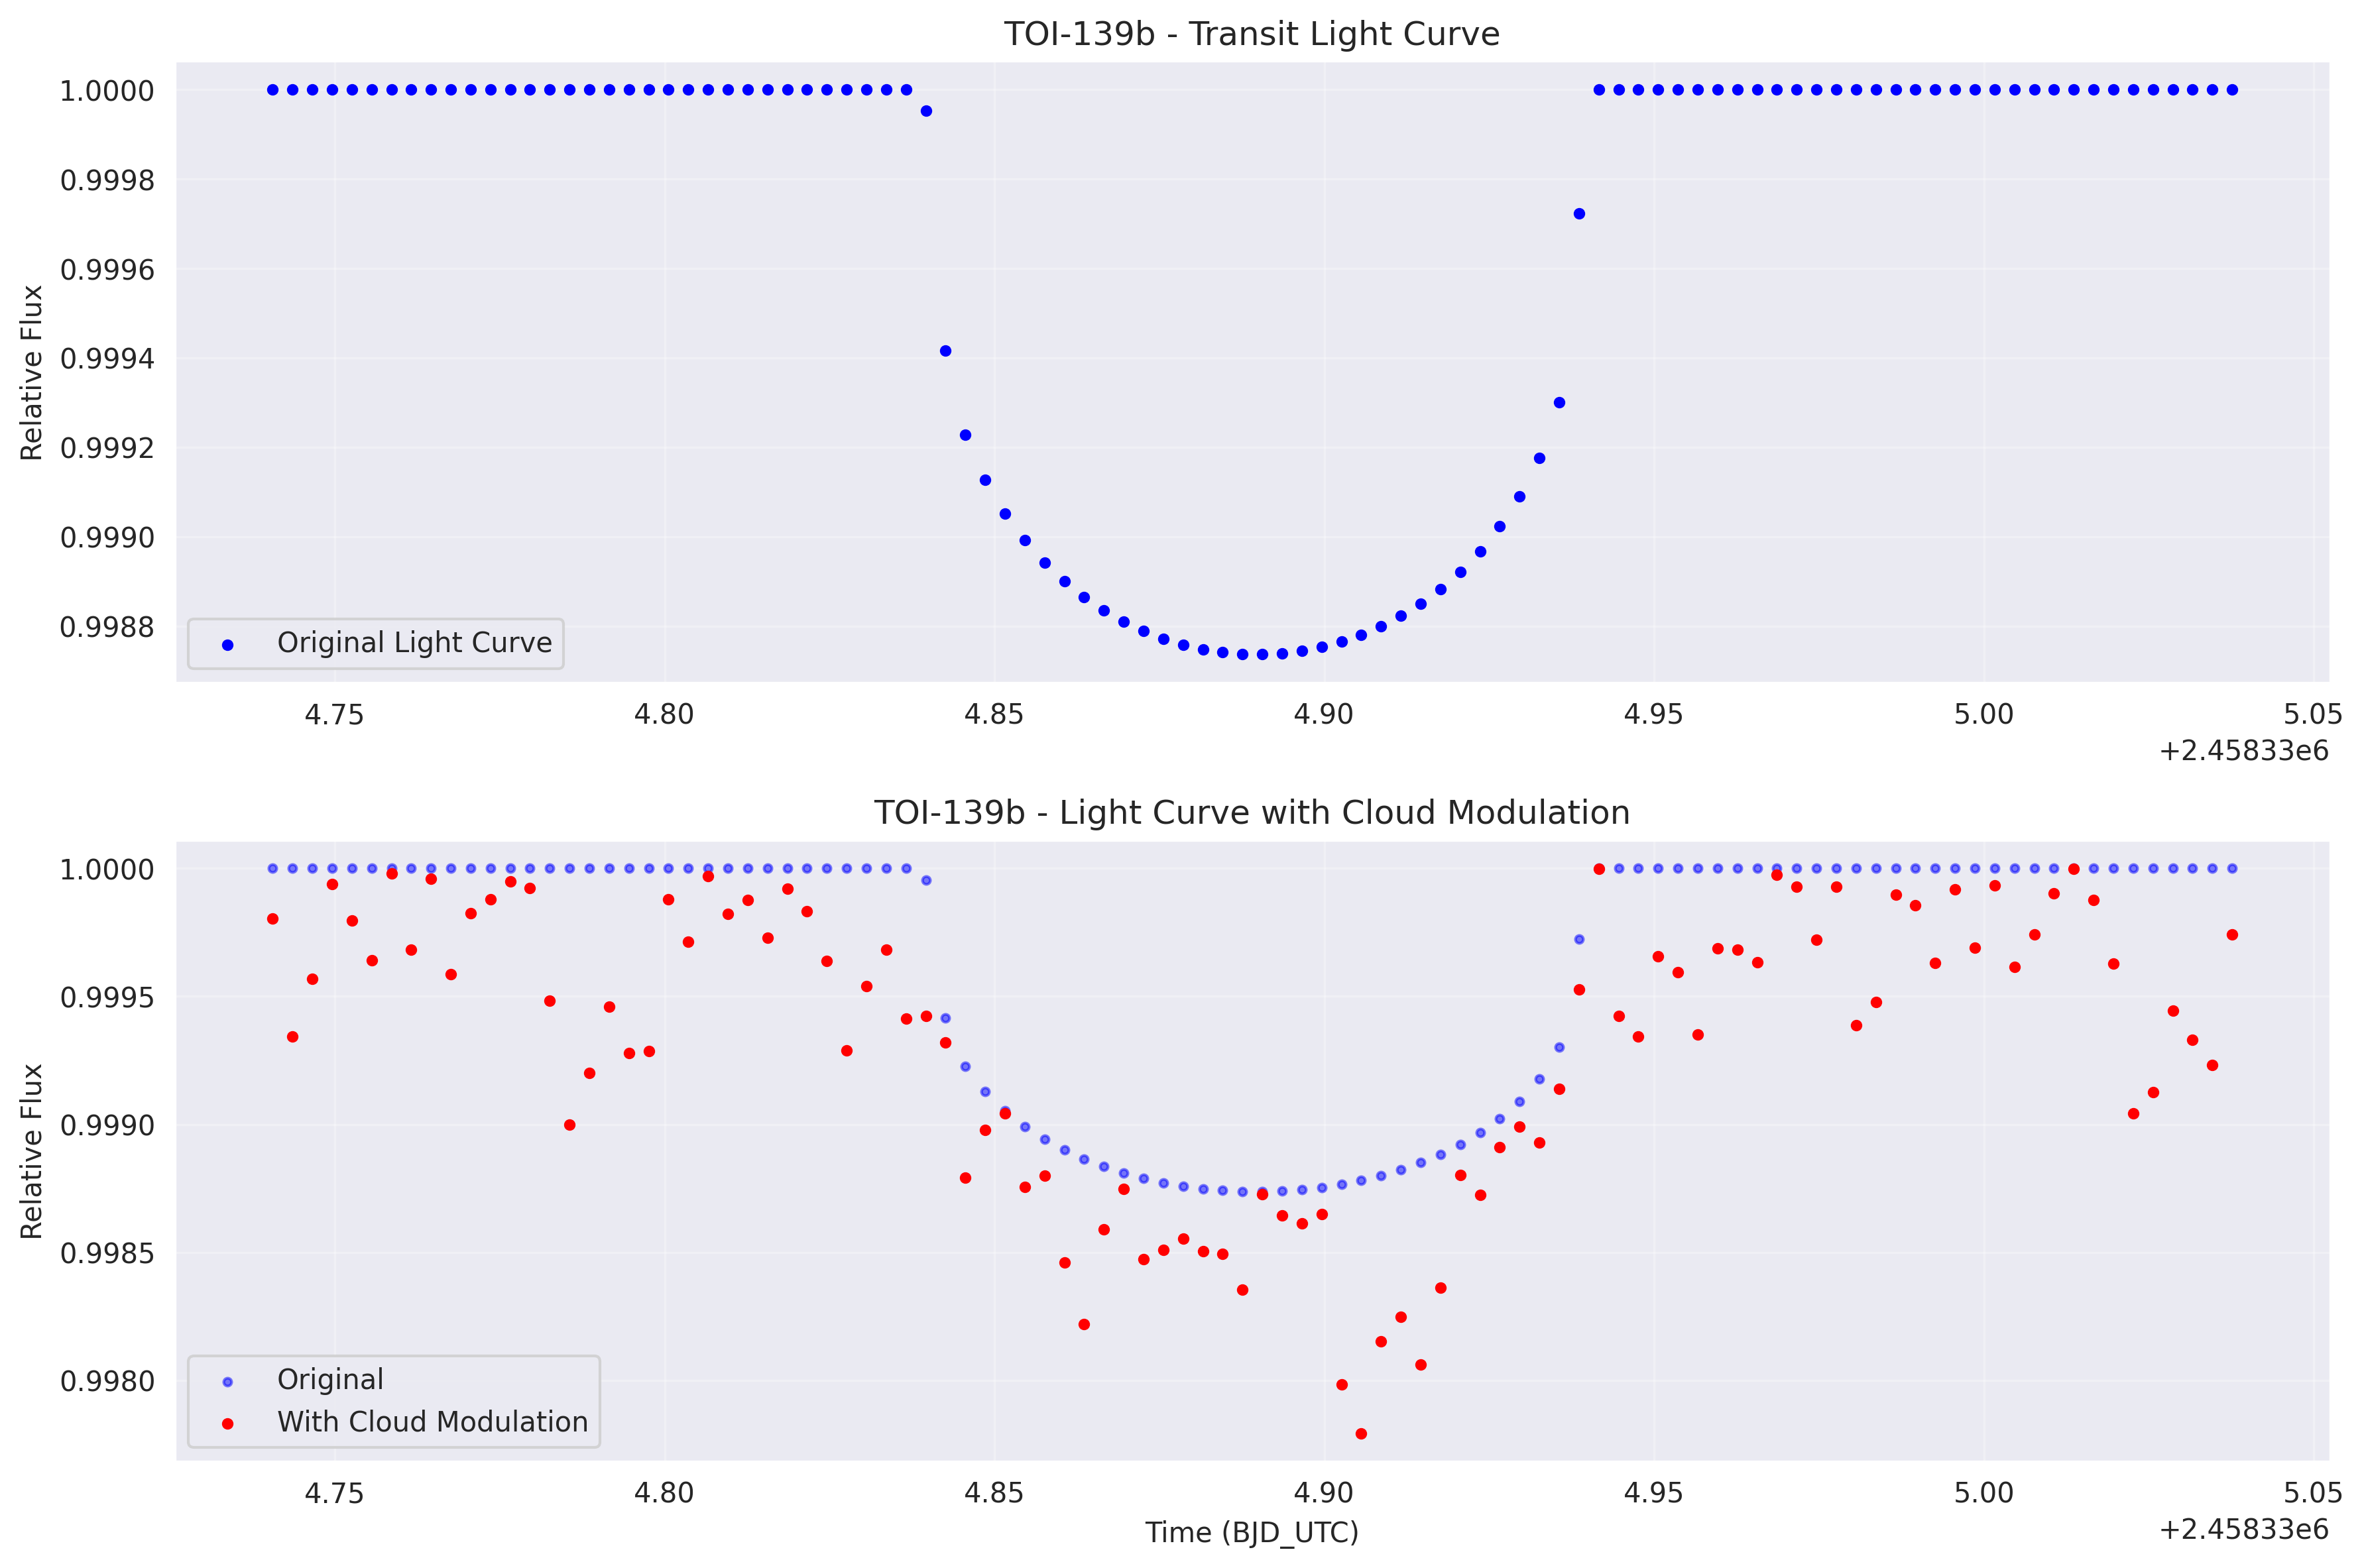 TOI-139b - Transit Light Curve
Relative Flux
1.0000
0.9998
0.9996
0.9994
0.9992
0.9990
0.9988
Original Light Curve
4.75 4.80 4.85 4.90 4.95 5.00 5.05
+2.45833e6
TOI-139b - Light Curve with Cloud Modulation
Relative Flux
1.0000
0.9995
0.9990
0.9985
0.9980
Original
With Cloud Modulation
4.75 4.80 4.85 4.90 4.95 5.00 5.05
Time (BJD_UTC)
+2.45833e6